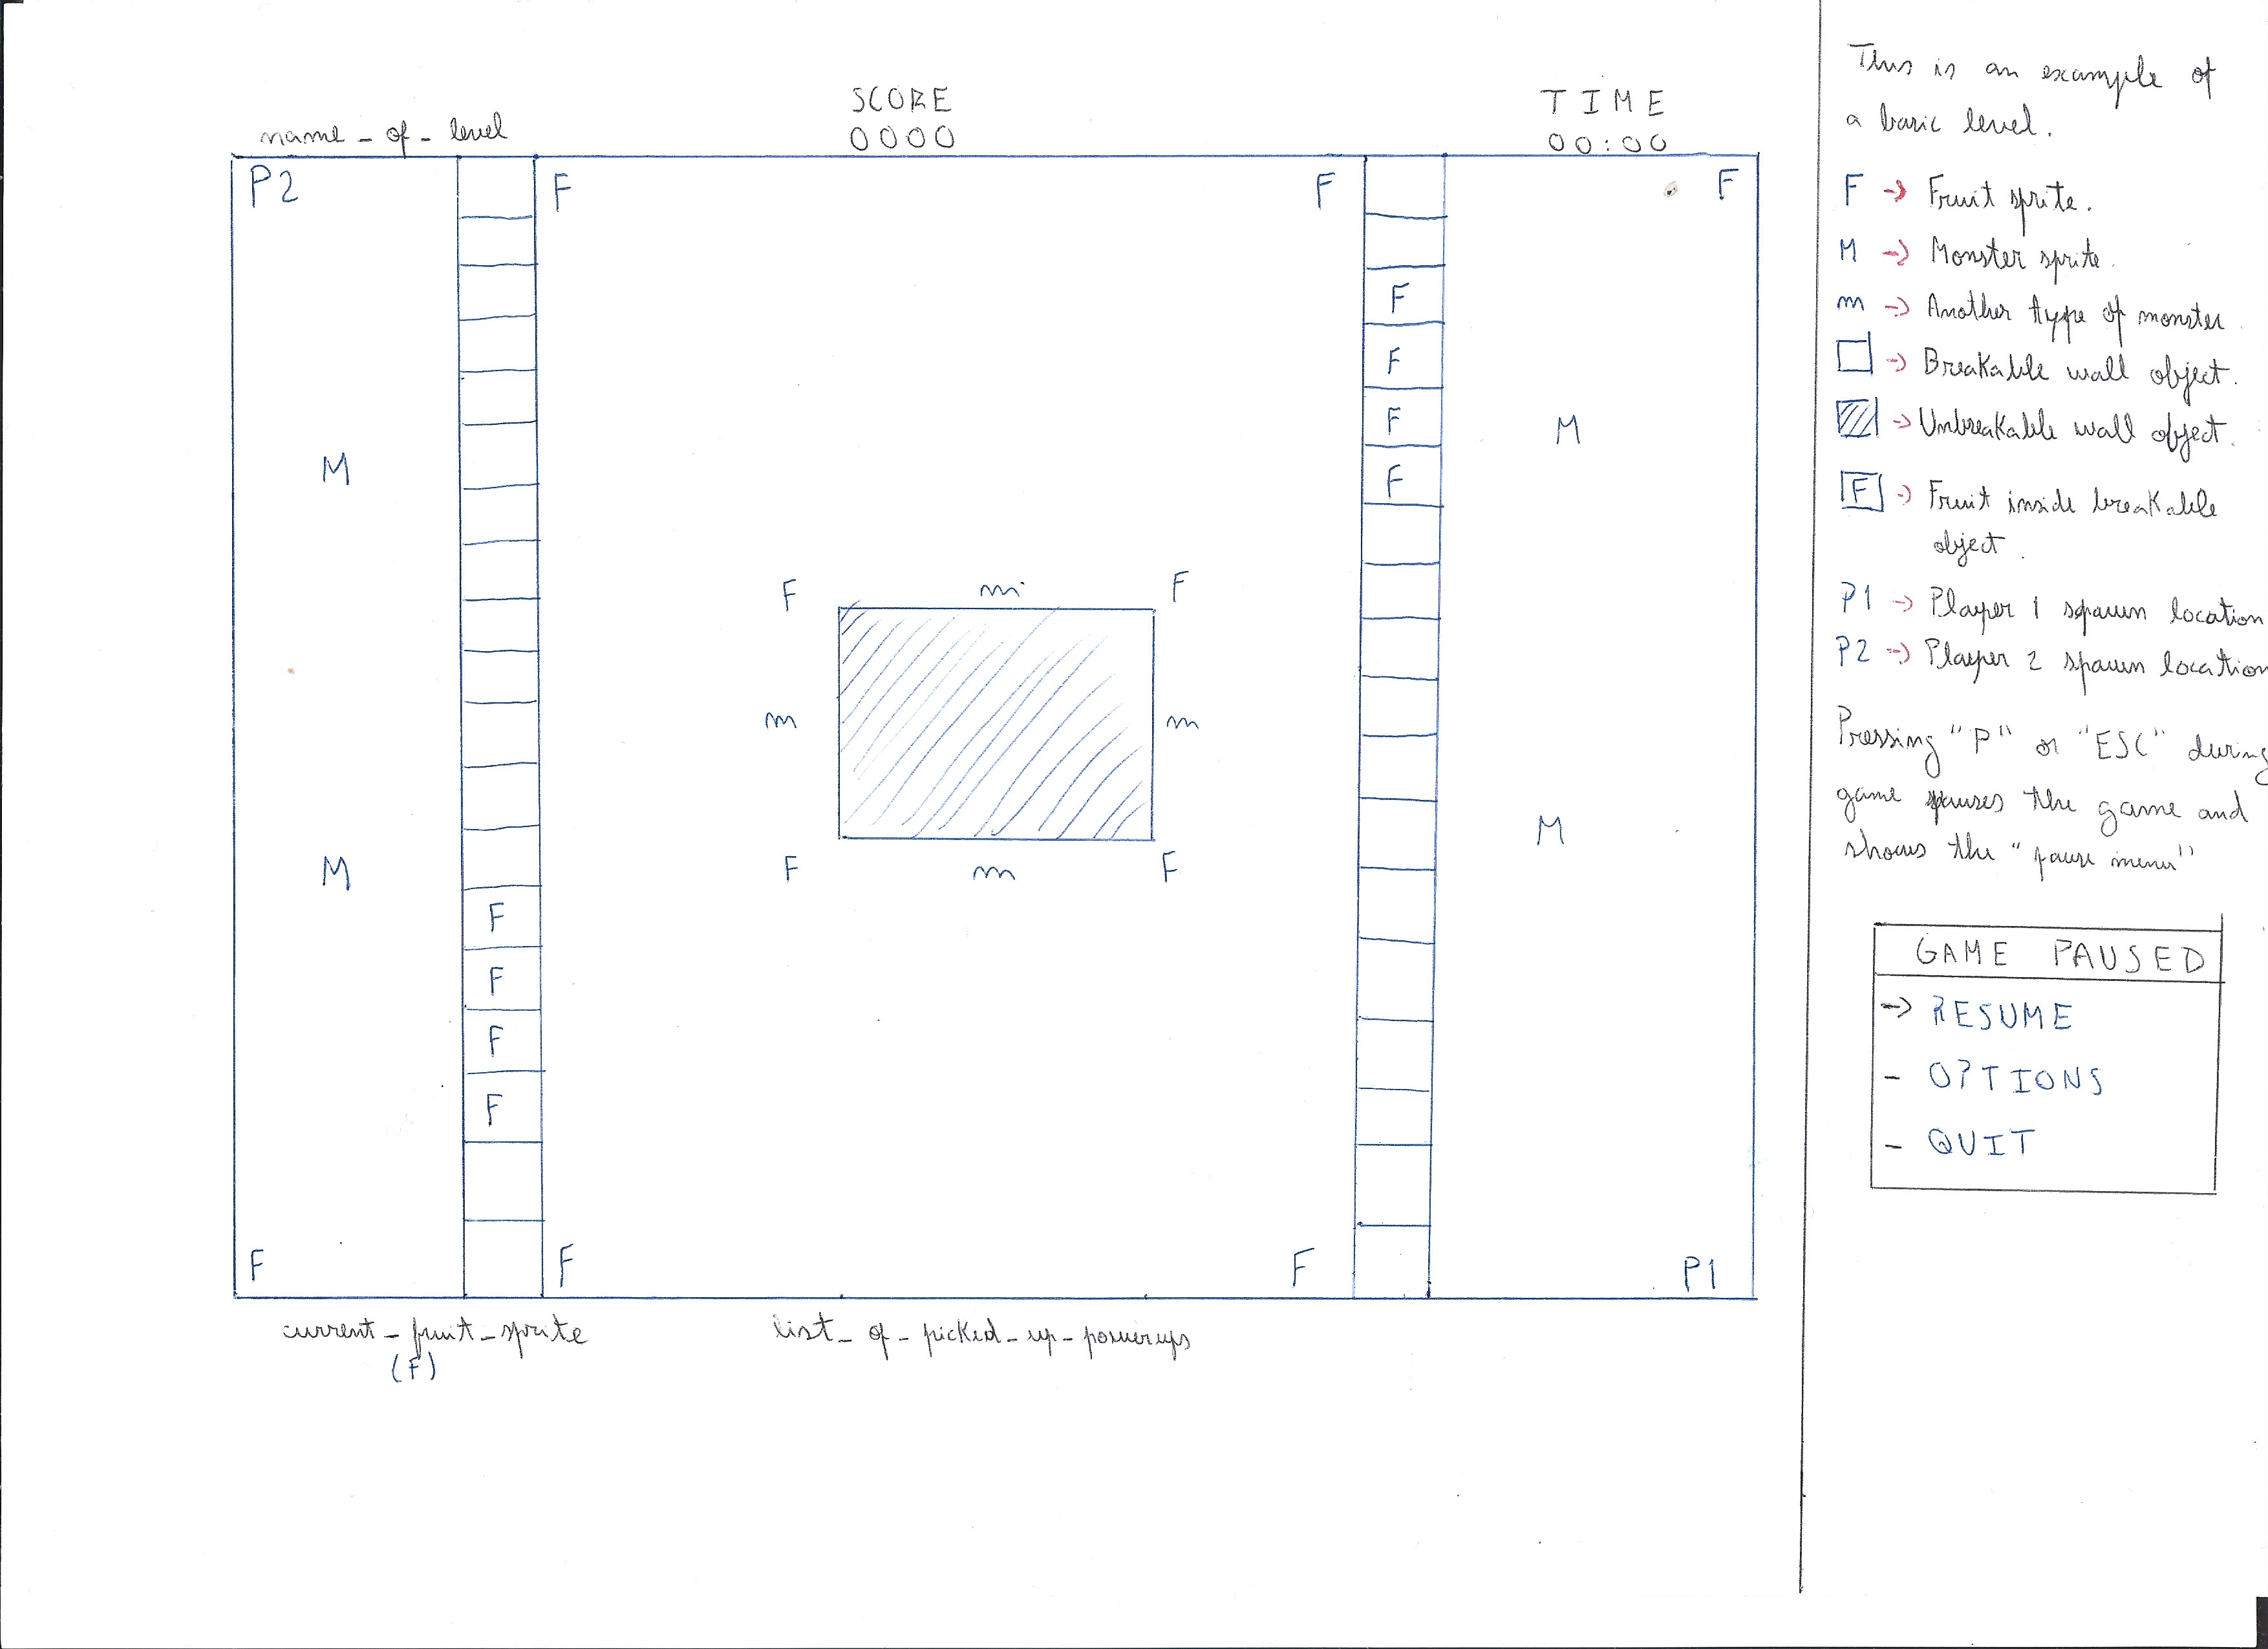 SCORE
TIME
name_of_level
0000
00:00
P2
F
F
F
F
F
F
F
M
M
F
m
F
m
m
F
m
F
M
M
F
F
F
F
F
F
F
P1
current_fruit_sprite
(F)
list_of_picked_up_powerups
This is an example of
a basic level.
F -> Fruit sprite.
M -> Monster sprite.
m -> Another type of monster
-> Breakable wall object.
-> Unbreakable wall object.
F -> Fruit inside breakable
object.
P1 -> Player 1 spawn location
P2 -> Player 2 spawn location
Pressing "P" or "ESC" during
game pauses the game and
shows the "pause menu"
GAME PAUSED
-> RESUME
- OPTIONS
- QUIT